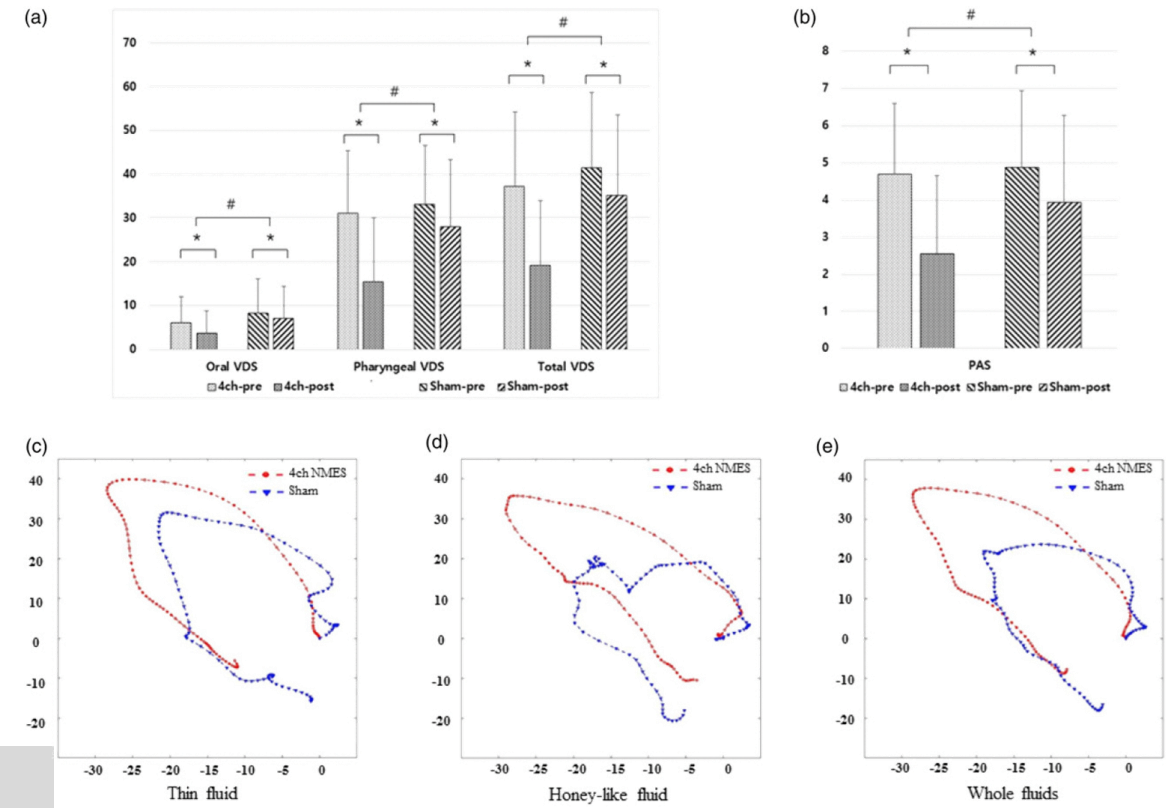 (a)
70
60
50
40
30
20
10
0
# # #
* * * * * *
Oral VDS Pharyngeal VDS Total VDS
4ch-pre 4ch-post Sham-pre Sham-post
(b)
8
7
6
5
4
3
2
1
0
#
* *
PAS
4ch-pre 4ch-post Sham-pre Sham-post
(c)
4ch NMES
Sham
40
30
20
10
0
-10
-20
-30 -25 -20 -15 -10 -5 0
Thin fluid
(d)
4ch NMES
Sham
40
30
20
10
0
-10
-20
-30 -25 -20 -15 -10 -5 0
Honey-like fluid
(e)
4ch NMES
Sham
40
30
20
10
0
-10
-20
-30 -25 -20 -15 -10 -5 0
Whole fluids